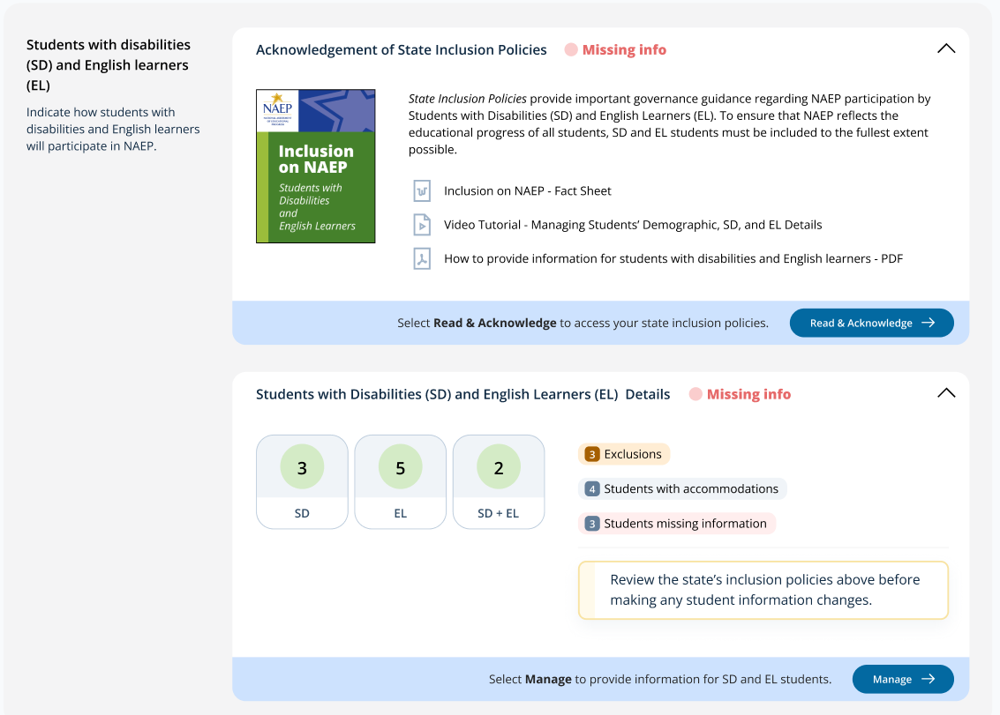 Students with disabilities
(SD) and English learners
(EL)
Indicate how students with
disabilities and English learners
will participate in NAEP.
Acknowledgement of State Inclusion Policies
Missing info
NAEP
Inclusion
on NAEP
Students with
Disabilities
and
English Learners
State Inclusion Policies provide important governance guidance regarding NAEP participation by
Students with Disabilities (SD) and English Learners (EL). To ensure that NAEP reflects the
educational progress of all students, SD and EL students must be included to the fullest extent
possible.
Inclusion on NAEP - Fact Sheet
Video Tutorial - Managing Students’ Demographic, SD, and EL Details
How to provide information for students with disabilities and English learners - PDF
Select Read & Acknowledge to access your state inclusion policies.
Read & Acknowledge
Students with Disabilities (SD) and English Learners (EL) Details
Missing info
3
SD
5
EL
2
SD + EL
3 Exclusions
4 Students with accommodations
3 Students missing information
Review the state’s inclusion policies above before
making any student information changes.
Select Manage to provide information for SD and EL students.
Manage